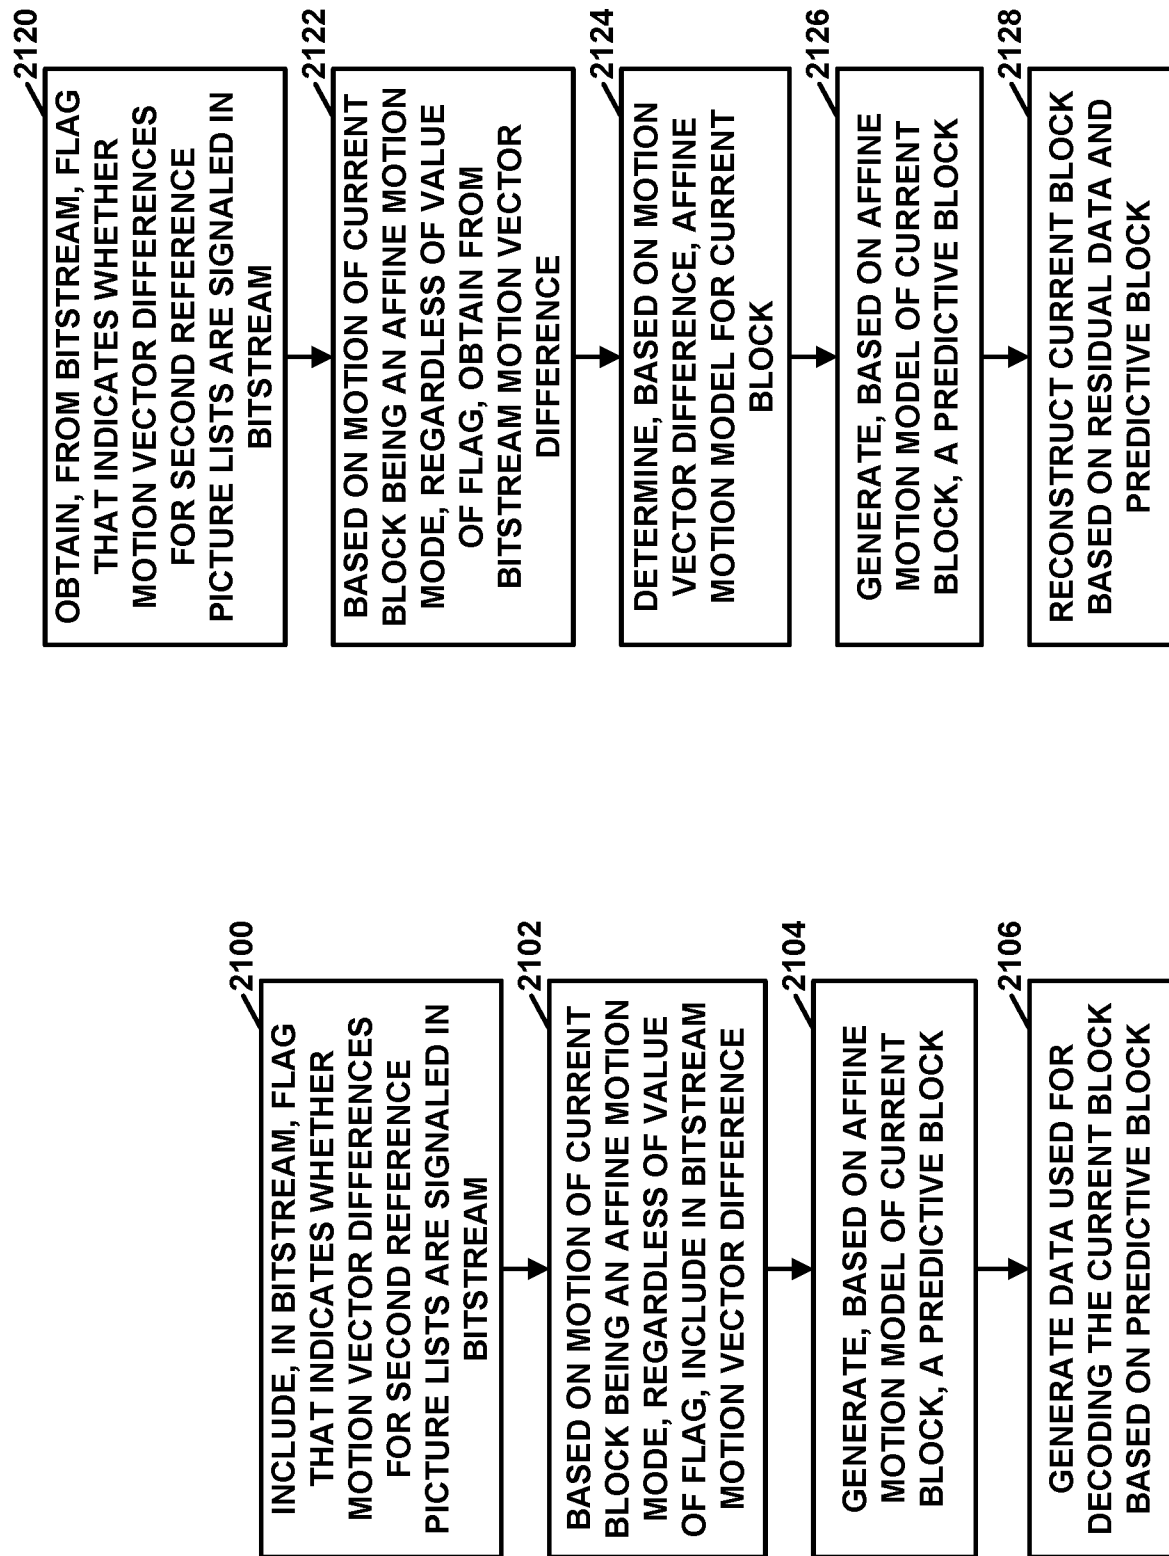 2100
INCLUDE, IN BITSTREAM, FLAG
THAT INDICATES WHETHER
MOTION VECTOR DIFFERENCES
FOR SECOND REFERENCE
PICTURE LISTS ARE SIGNALED IN
BITSTREAM
2102
BASED ON MOTION OF CURRENT
BLOCK BEING AN AFFINE MOTION
MODE, REGARDLESS OF VALUE
OF FLAG, INCLUDE IN BITSTREAM
MOTION VECTOR DIFFERENCE
2104
GENERATE, BASED ON AFFINE
MOTION MODEL OF CURRENT
BLOCK, A PREDICTIVE BLOCK
2106
GENERATE DATA USED FOR
DECODING THE CURRENT BLOCK
BASED ON PREDICTIVE BLOCK
2120
OBTAIN, FROM BITSTREAM, FLAG
THAT INDICATES WHETHER
MOTION VECTOR DIFFERENCES
FOR SECOND REFERENCE
PICTURE LISTS ARE SIGNALED IN
BITSTREAM
2122
BASED ON MOTION OF CURRENT
BLOCK BEING AN AFFINE MOTION
MODE, REGARDLESS OF VALUE
OF FLAG, OBTAIN FROM
BITSTREAM MOTION VECTOR
DIFFERENCE
2124
DETERMINE, BASED ON MOTION
VECTOR DIFFERENCE, AFFINE
MOTION MODEL FOR CURRENT
BLOCK
2126
GENERATE, BASED ON AFFINE
MOTION MODEL OF CURRENT
BLOCK, A PREDICTIVE BLOCK
2128
RECONSTRUCT CURRENT BLOCK
BASED ON RESIDUAL DATA AND
PREDICTIVE BLOCK